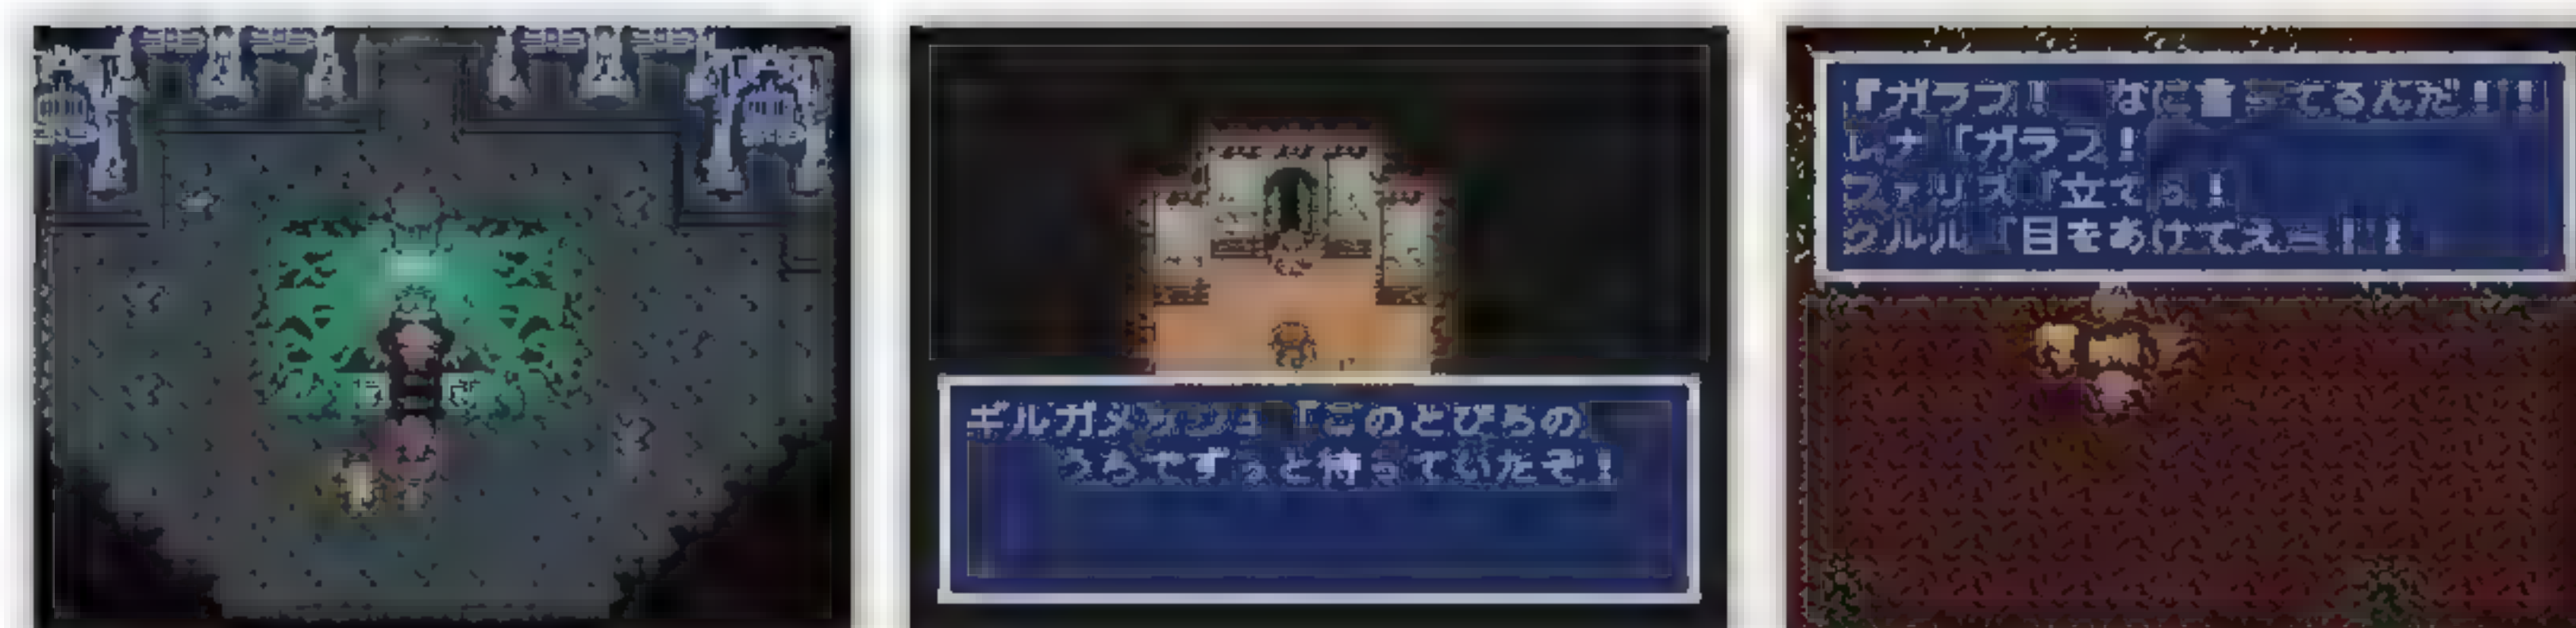 ギルガメッシュ「このとびらの
うちでずっと待っていたぞ！
「ガラフ！ なに言ってるんだ！！！
レナ「ガラフ！
ファリス「立てっ！
クルル「目をあけてえ！！